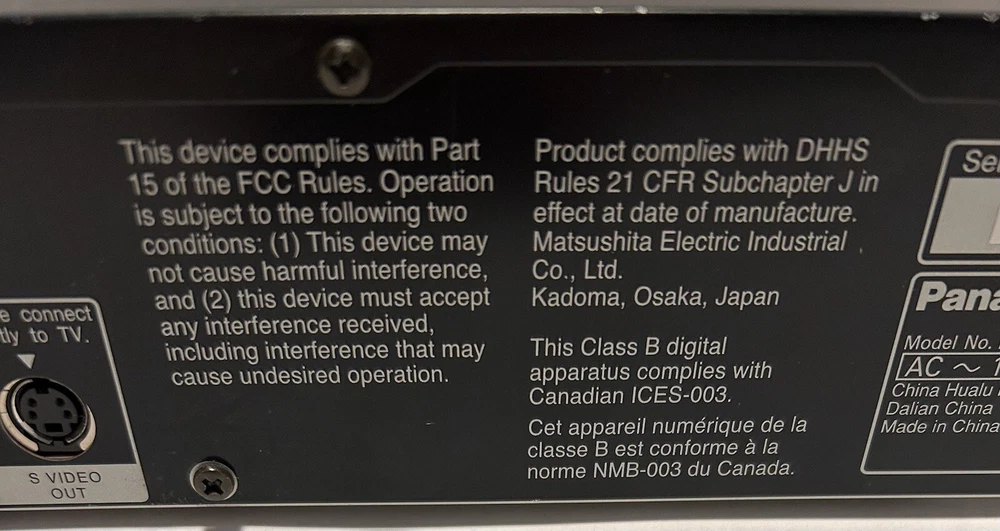 This device complies with Part
15 of the FCC Rules. Operation
is subject to the following two
conditions: (1) This device may
not cause harmful interference,
and (2) this device must accept
any interference received,
including interference that may
cause undesired operation.
Product complies with DHHS
Rules 21 CFR Subchapter J in
effect at date of manufacture.
Matsushita Electric Industrial
Co., Ltd.
Kadoma, Osaka, Japan
This Class B digital
apparatus complies with
Canadian ICES-003.
Cet appareil numérique de la
classe B est conforme à la
norme NMB-003 du Canada.
connect
to TV.
S VIDEO
OUT
Model No.
AC ~
China Hualu
Dalian China
Made in China